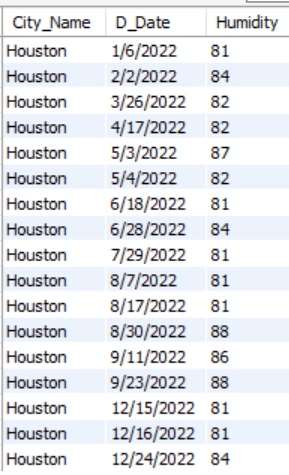 City_Name D_Date Humidity
Houston 1/6/2022 81
Houston 2/2/2022 84
Houston 3/26/2022 82
Houston 4/17/2022 82
Houston 5/3/2022 87
Houston 5/4/2022 82
Houston 6/18/2022 81
Houston 6/28/2022 84
Houston 7/29/2022 81
Houston 8/7/2022 81
Houston 8/17/2022 81
Houston 8/30/2022 88
Houston 9/11/2022 86
Houston 9/23/2022 88
Houston 12/15/2022 81
Houston 12/16/2022 81
Houston 12/24/2022 84